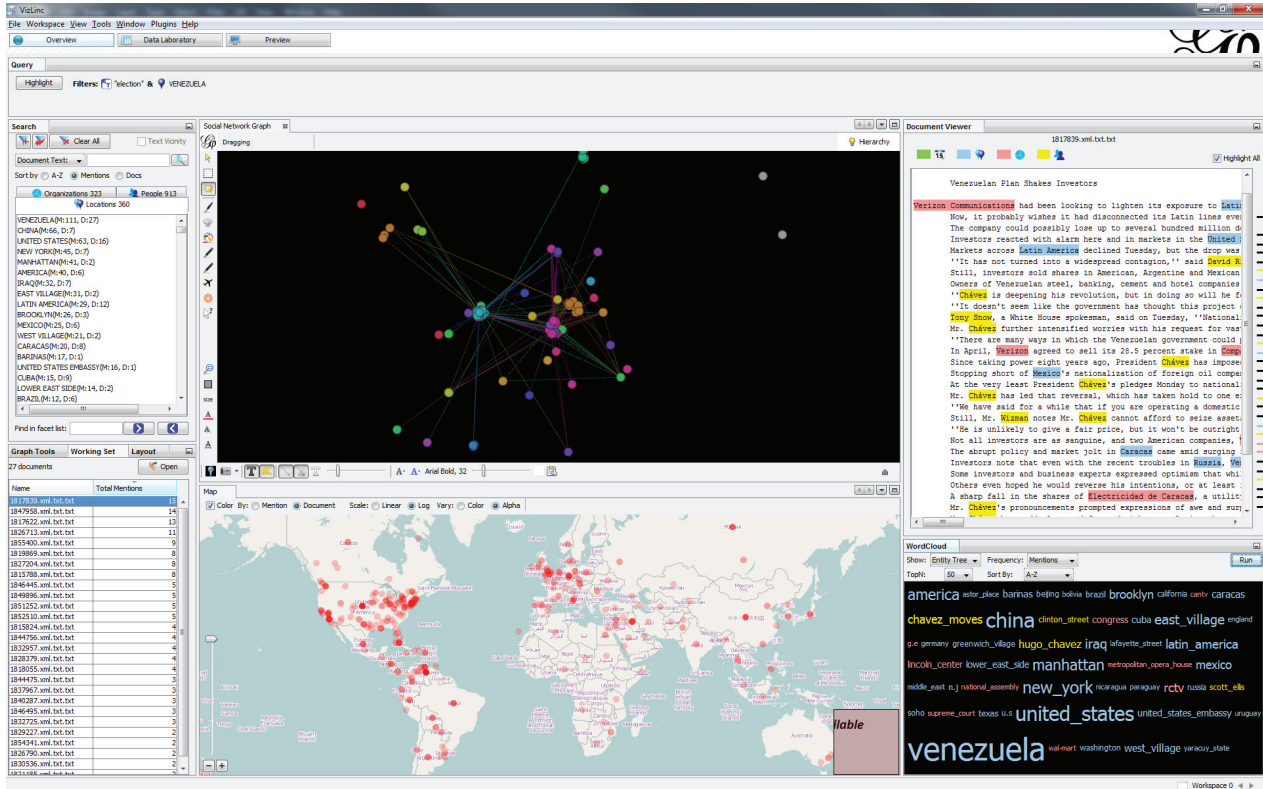 VizLinc
File Workspace View Tools Window Plugins Help
Overview Data Laboratory Preview
Query
Highlight Filters: "election" & VENEZUELA
Search
Clear All Text Vicinity
Document Text:
Sort by A-Z Mentions Docs
Organizations 323 People 913
Locations 360
VENEZUELA(M:111, D:27)
CHINA(M:66, D:7)
UNITED STATES(M:63, D:16)
NEW YORK(M:45, D:7)
MANHATTAN(M:41, D:2)
AMERICA(M:40, D:6)
IRAQ(M:32, D:7)
EAST VILLAGE(M:31, D:2)
LATIN AMERICA(M:29, D:12)
BROOKLYN(M:26, D:3)
MEXICO(M:25, D:6)
WEST VILLAGE(M:21, D:2)
CARACAS(M:20, D:8)
BARINAS(M:17, D:1)
UNITED STATES EMBASSY(M:16, D:1)
CUBA(M:15, D:9)
LOWER EAST SIDE(M:14, D:2)
BRAZIL(M:12, D:6)
Find in facet list:
Graph Tools Working Set Layout
27 documents Open
Name Total Mentions
1817839.xml.txt.txt 15
1847958.xml.txt.txt 14
1817622.xml.txt.txt 13
1826713.xml.txt.txt 11
1855400.xml.txt.txt 9
1819869.xml.txt.txt 8
1827204.xml.txt.txt 8
1815788.xml.txt.txt 8
1846445.xml.txt.txt 5
1849896.xml.txt.txt 5
1851252.xml.txt.txt 5
1852510.xml.txt.txt 5
1815824.xml.txt.txt 4
1844756.xml.txt.txt 4
1832957.xml.txt.txt 4
1828379.xml.txt.txt 4
1818055.xml.txt.txt 4
1844475.xml.txt.txt 3
1837967.xml.txt.txt 3
1840287.xml.txt.txt 3
1846495.xml.txt.txt 3
1832725.xml.txt.txt 3
1829227.xml.txt.txt 2
1854341.xml.txt.txt 2
1826790.xml.txt.txt 2
1830536.xml.txt.txt 2
Social Network Graph
Dragging Hierarchy
size
A
A
A
T T A- A- Arial Bold, 32
Map
Color By: Mention Document Scale: Linear Log Vary: Color Alpha
Canada
Saint-Pierre-et-Miquelon
Bermuda
Australia
Madagascar
ilable
Document Viewer
1817839.xml.txt.txt
15
Highlight All
Venezuelan Plan Shakes Investors
Verizon Communications had been looking to lighten its exposure to Latin
Now, it probably wishes it had disconnected its Latin lines even
The company could possibly lose up to several hundred million do
Investors reacted with alarm here and in markets in the United S
Markets across Latin America declined Tuesday, but the drop was
''It has not turned into a widespread contagion,'' said David R
Still, investors sold shares in American, Argentine and Mexican
Owners of Venezuelan steel, banking, cement and hotel companies
''Chávez is deepening his revolution, but in doing so will he f
''It doesn't seem like the government has thought this project
Tony Snow, a White House spokesman, said on Tuesday, ''National
Mr. Chávez further intensified worries with his request for var
''There are many ways in which the Venezuelan government could p
In April, Verizon agreed to sell its 28.5 percent stake in Comp
Since taking power eight years ago, President Chávez has impose
Stopping short of Mexico's nationalization of foreign oil compa
At the very least President Chávez's pledges Monday to national
Mr. Chávez has led that reversal, which has taken hold to one e
''We have said for a while that if you are operating a domestic
Still, Mr. Wizman notes Mr. Chávez cannot afford to seize asset
''He is unlikely to give a fair price, but it won't be outright
Not all investors are as sanguine, and two American companies,
The abrupt policy and market jolt in Caracas came amid surging
Investors note that even with the recent troubles in Russia, Ven
Some investors and business experts expressed optimism that whil
Others even hoped he would reverse his intentions, or at least
A sharp fall in the shares of Electricidad de Caracas, a utilit
Mr. Chávez's pronouncements prompted expressions of awe and surp
WordCloud
Show: Entity Tree Frequency: Mentions Run
TopN: 50 Sort By: A-Z
america astor_place barinas beijing bolivia brazil brooklyn california cantv caracas
chavez_moves china clinton_street congress cuba east_village england
g.e germany greenwich_village hugo_chavez iraq lafayette_street latin_america
lincoln_center lower_east_side manhattan metropolitan_opera_house mexico
middle_east n.j national_assembly new_york nicaragua paraguay rctv russia scott_ellis
soho supreme_court texas u.s united_states united_states_embassy uruguay
venezuela wal-mart washington west_village yaracuy_state
Workspace 0